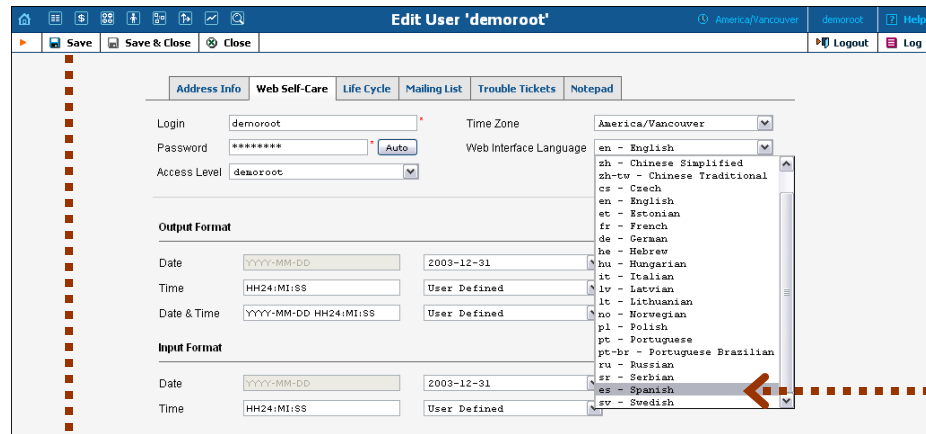 Edit User 'demoroot'
America/Vancouver
demoroot
Help
Save
Save & Close
Close
Logout
Log
Address Info
Web Self-Care
Life Cycle
Mailing List
Trouble Tickets
Notepad
Login demoroot * Time Zone America/Vancouver
Password ******** * Auto Web Interface Language en - English
Access Level demoroot
zh - Chinese Simplified
zh-tw - Chinese Traditional
cs - Czech
en - English
et - Estonian
fr - French
de - German
he - Hebrew
hu - Hungarian
it - Italian
lv - Latvian
lt - Lithuanian
no - Norwegian
pl - Polish
pt - Portuguese
pt-br - Portuguese Brazilian
ru - Russian
sr - Serbian
es - Spanish
sv - Swedish
Output Format
Date YYYY-MM-DD 2003-12-31
Time HH24:MI:SS User Defined
Date & Time YYYY-MM-DD HH24:MI:SS User Defined
Input Format
Date YYYY-MM-DD 2003-12-31
Time HH24:MI:SS User Defined